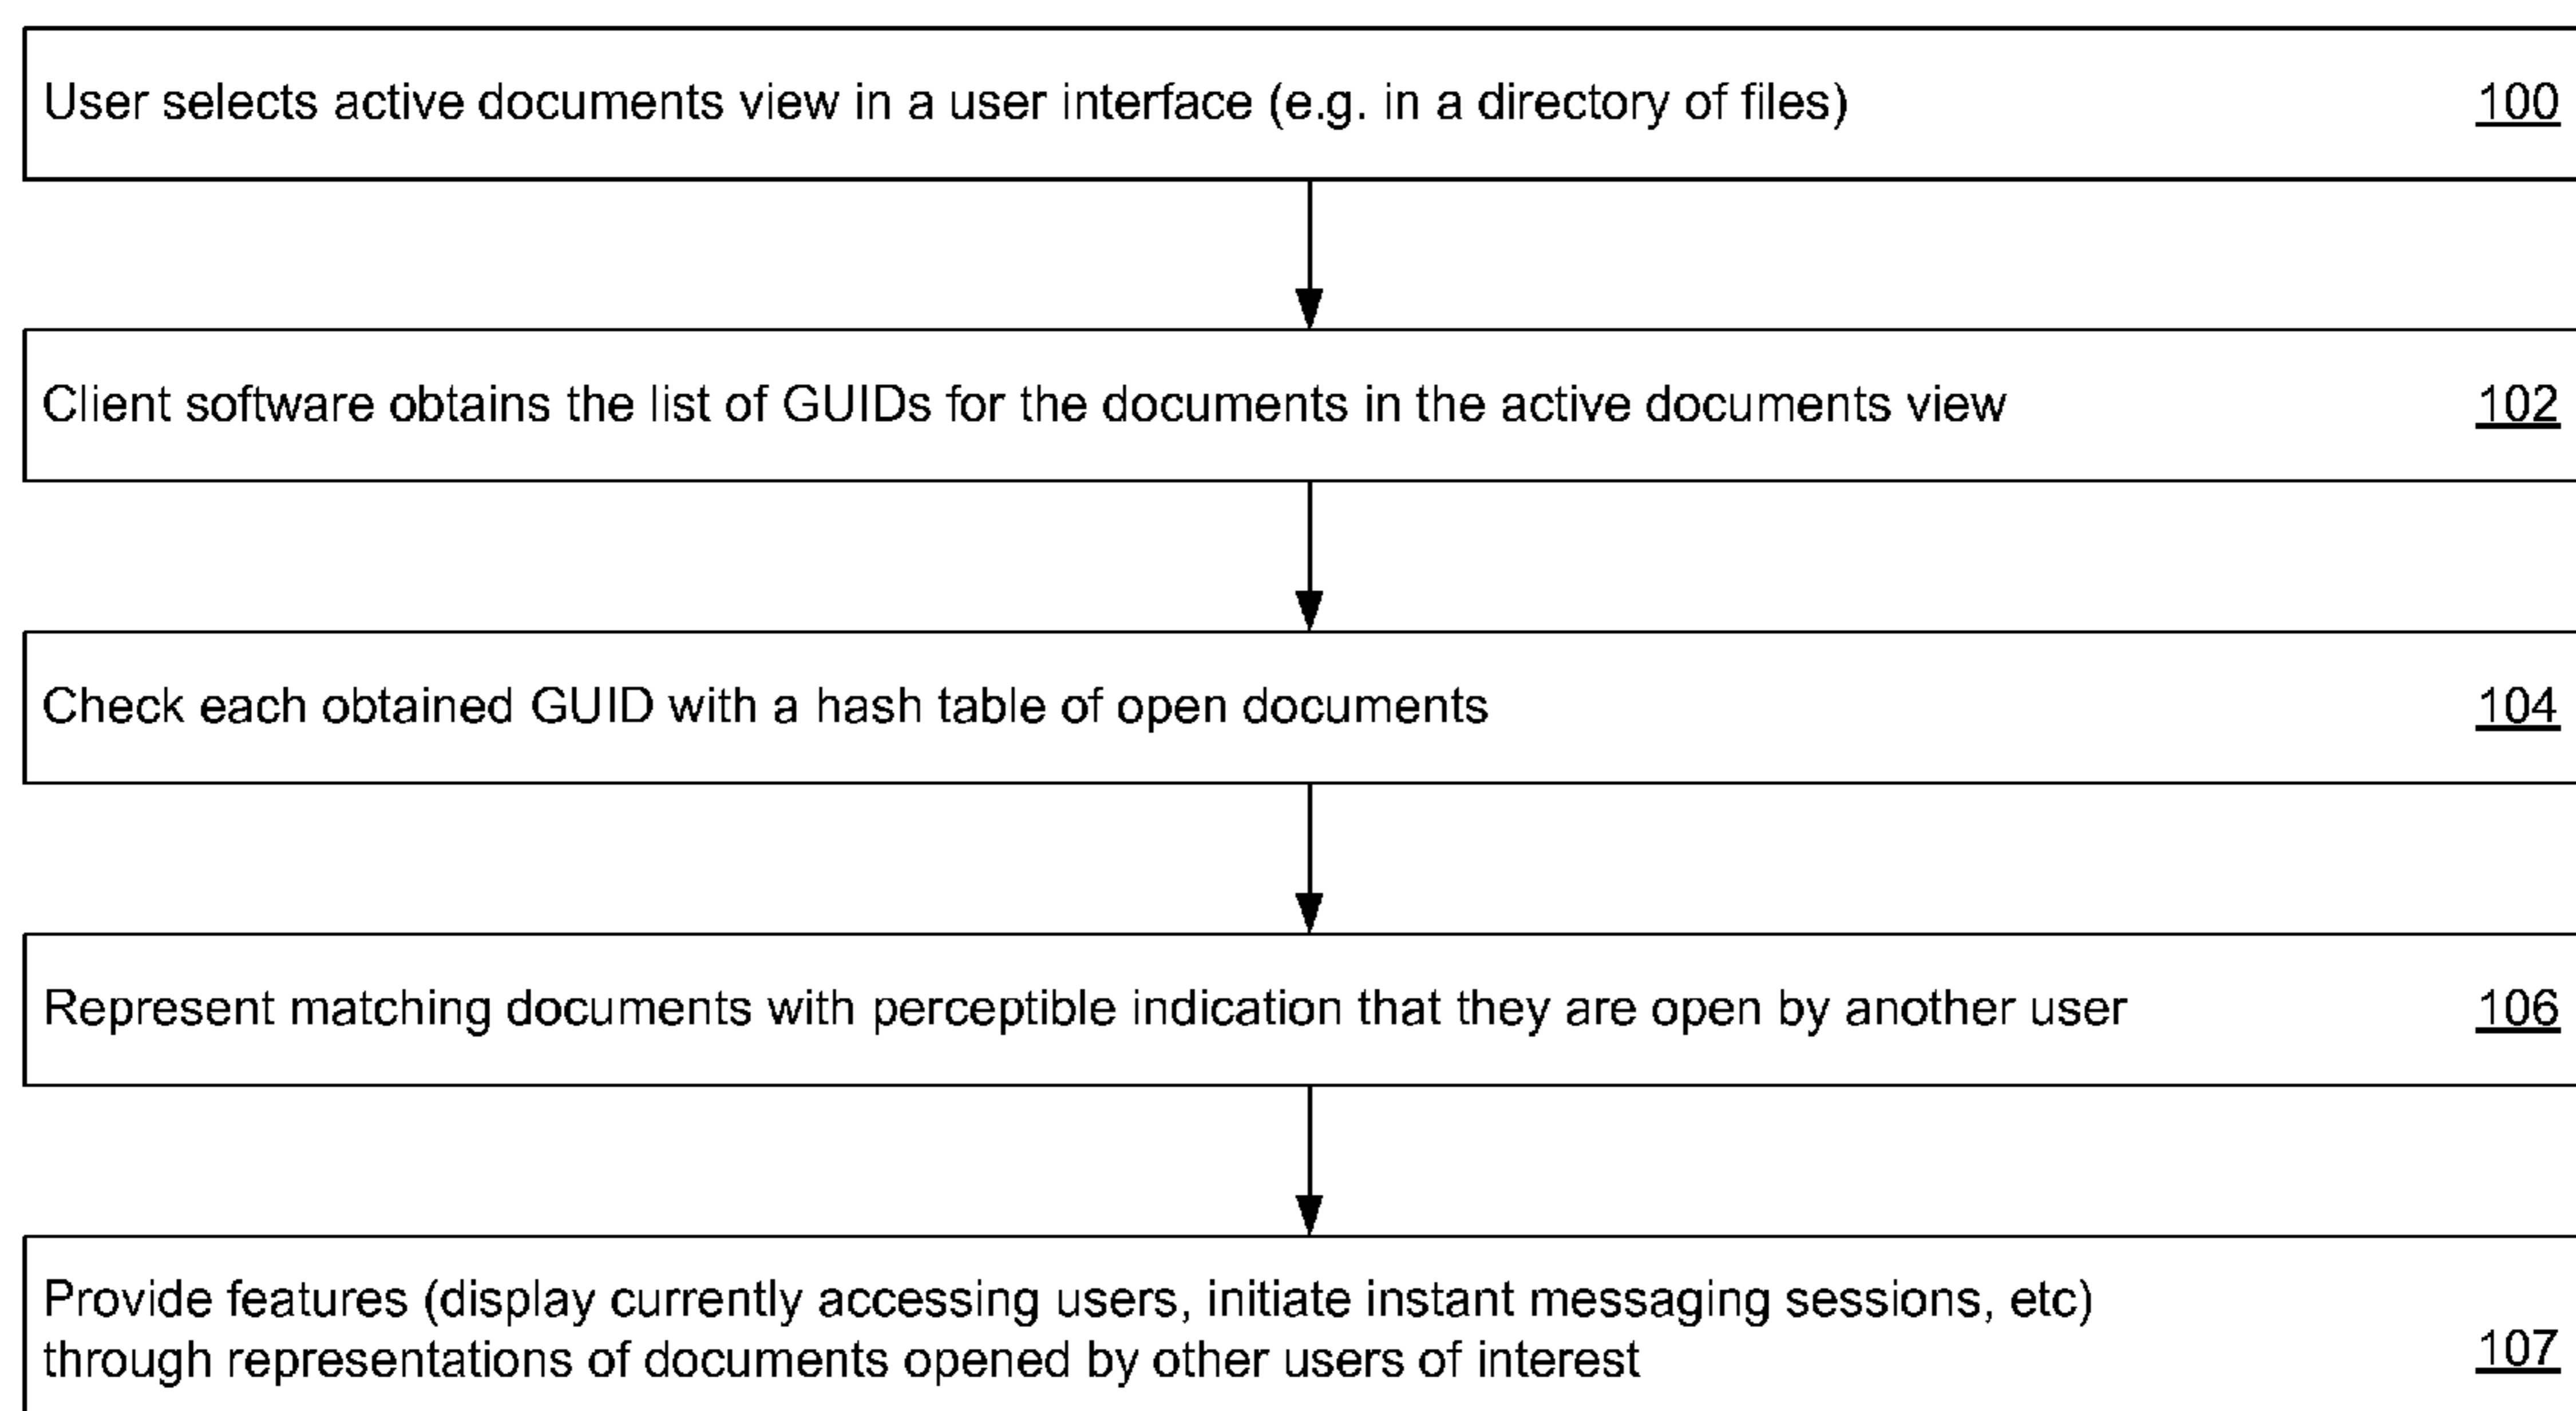 User selects active documents view in a user interface (e.g. in a directory of files) 100
Client software obtains the list of GUIDs for the documents in the active documents view 102
Check each obtained GUID with a hash table of open documents 104
Represent matching documents with perceptible indication that they are open by another user 106
Provide features (display currently accessing users, initiate instant messaging sessions, etc)
through representations of documents opened by other users of interest 107